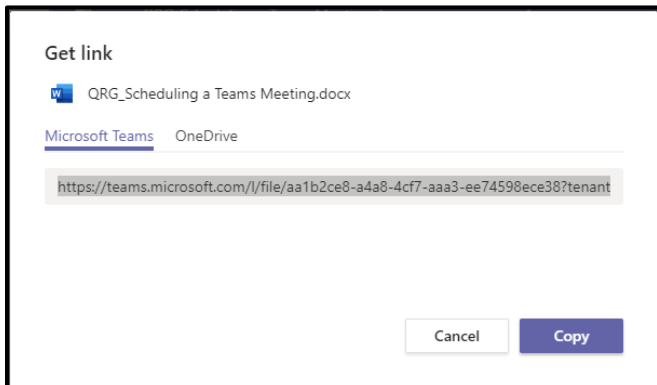 Get link
QRG_Scheduling a Teams Meeting.docx
Microsoft Teams OneDrive
https://teams.microsoft.com/l/file/aa1b2ce8-a4a8-4cf7-aaa3-ee74598ece38?tenant
Cancel Copy